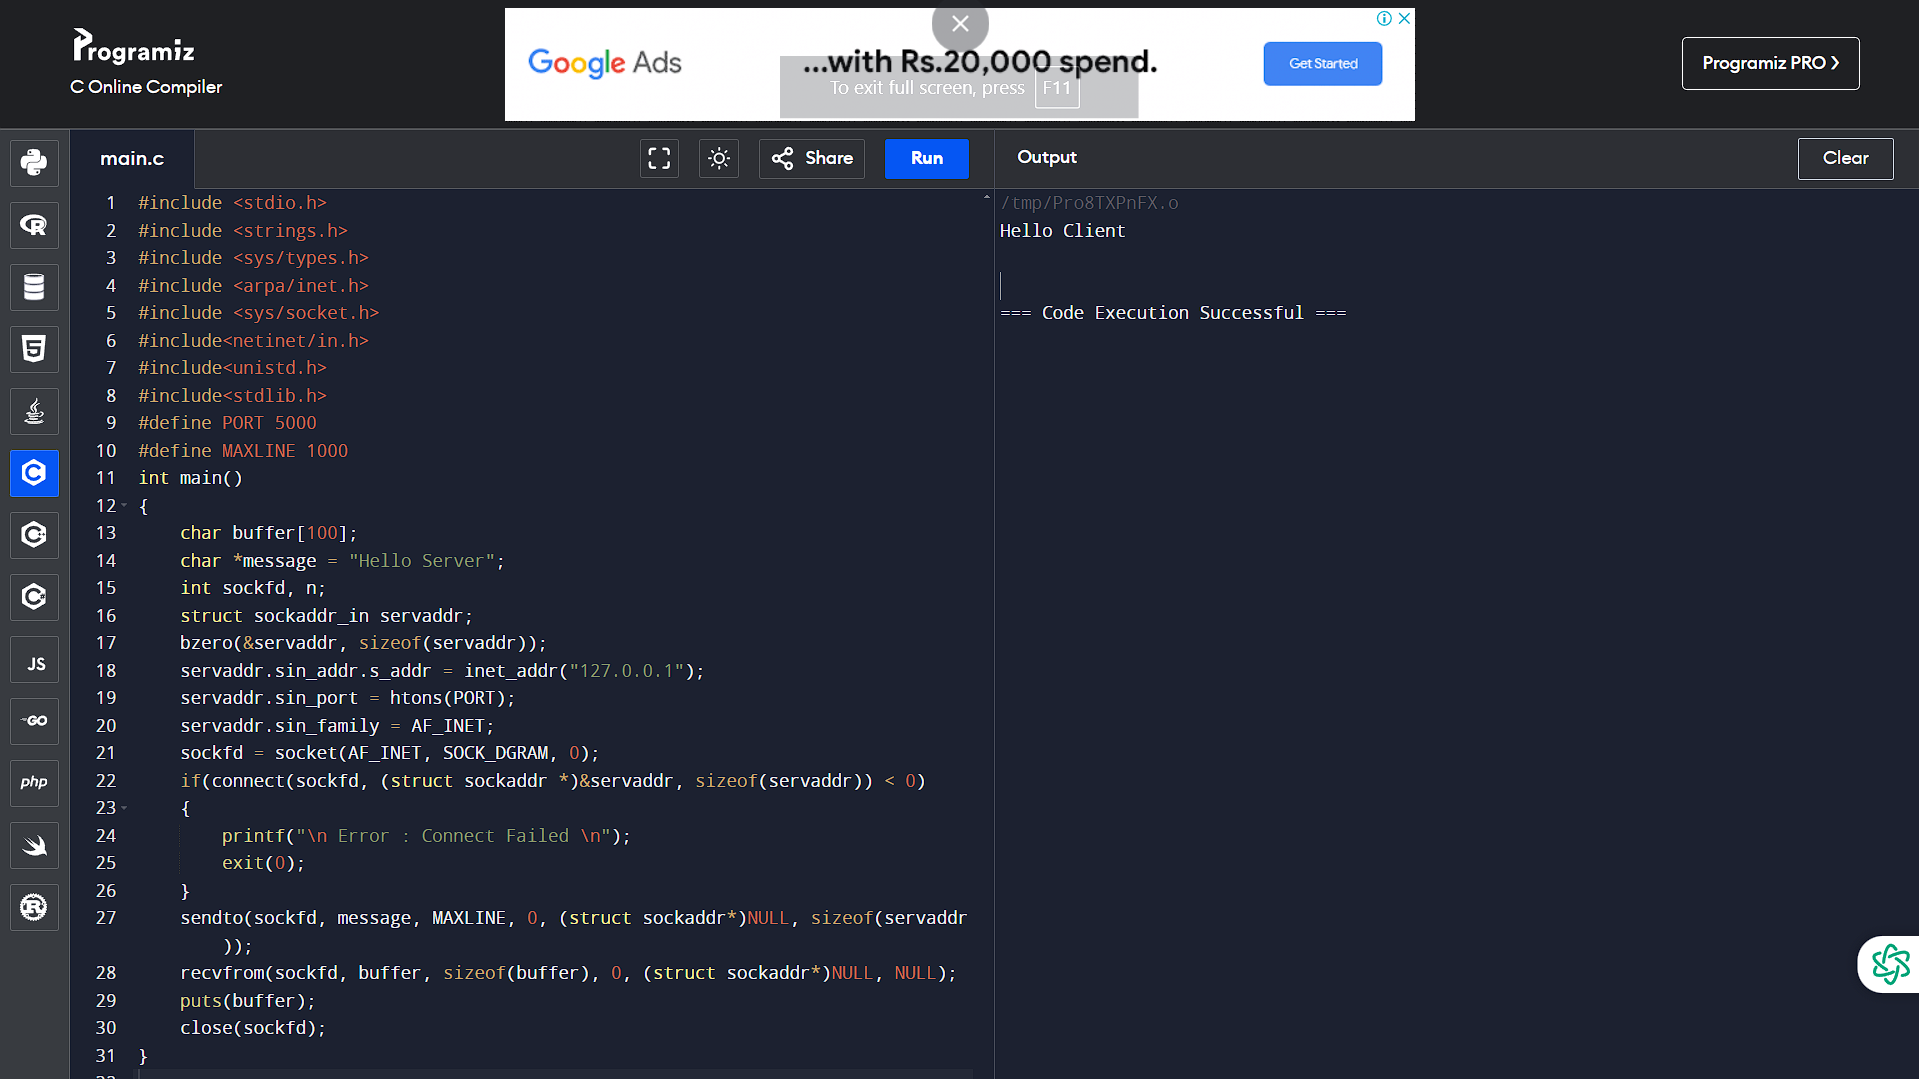 Programiz
C Online Compiler
Google Ads
...with Rs.20,000 spend.
To exit full screen, press F11
Get Started
Programiz PRO >
main.c
Share
Run
Output
Clear
1 #include <stdio.h>
2 #include <strings.h>
3 #include <sys/types.h>
4 #include <arpa/inet.h>
5 #include <sys/socket.h>
6 #include<netinet/in.h>
7 #include<unistd.h>
8 #include<stdlib.h>
9 #define PORT 5000
10 #define MAXLINE 1000
11 int main()
12 {
13 char buffer[100];
14 char *message = "Hello Server";
15 int sockfd, n;
16 struct sockaddr_in servaddr;
17 bzero(&servaddr, sizeof(servaddr));
18 servaddr.sin_addr.s_addr = inet_addr("127.0.0.1");
19 servaddr.sin_port = htons(PORT);
20 servaddr.sin_family = AF_INET;
21 sockfd = socket(AF_INET, SOCK_DGRAM, 0);
22 if(connect(sockfd, (struct sockaddr *)&servaddr, sizeof(servaddr)) < 0)
23 {
24 printf("\n Error : Connect Failed \n");
25 exit(0);
26 }
27 sendto(sockfd, message, MAXLINE, 0, (struct sockaddr*)NULL, sizeof(servaddr
));
28 recvfrom(sockfd, buffer, sizeof(buffer), 0, (struct sockaddr*)NULL, NULL);
29 puts(buffer);
30 close(sockfd);
31 }
/tmp/Pro8TXPnFX.o
Hello Client
=== Code Execution Successful ===
R
5
C
C
C
JS
GO
php
R